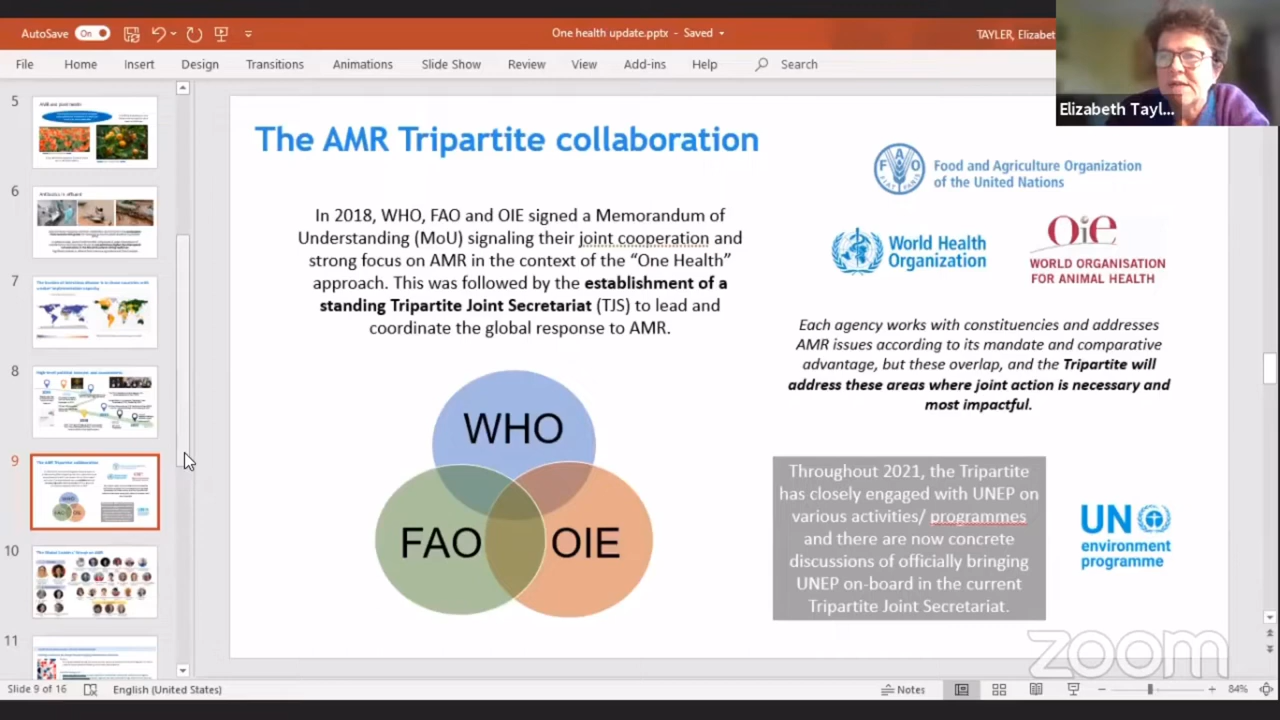 AutoSave On
One health update.pptx - Saved
TAYLER, Elizabet
File Home Insert Design Transitions Animations Slide Show Review View Add-ins Help Search
Elizabeth Tayl...
5
6
7
8
9
10
11
The AMR Tripartite collaboration
In 2018, WHO, FAO and OIE signed a Memorandum of
Understanding (MoU) signaling their joint cooperation and
strong focus on AMR in the context of the “One Health”
approach. This was followed by the establishment of a
standing Tripartite Joint Secretariat (TJS) to lead and
coordinate the global response to AMR.
WHO
FAO
OIE
FAO
FIAT PANIS
Food and Agriculture Organization
of the United Nations
World Health
Organization
Oie
WORLD ORGANISATION
FOR ANIMAL HEALTH
Each agency works with constituencies and addresses
AMR issues according to its mandate and comparative
advantage, but these overlap, and the Tripartite will
address these areas where joint action is necessary and
most impactful.
Throughout 2021, the Tripartite
has closely engaged with UNEP on
various activities/ programmes
and there are now concrete
discussions of officially bringing
UNEP on-board in the current
Tripartite Joint Secretariat.
UN
environment
programme
zoom
Slide 9 of 16 English (United States) Notes 84%